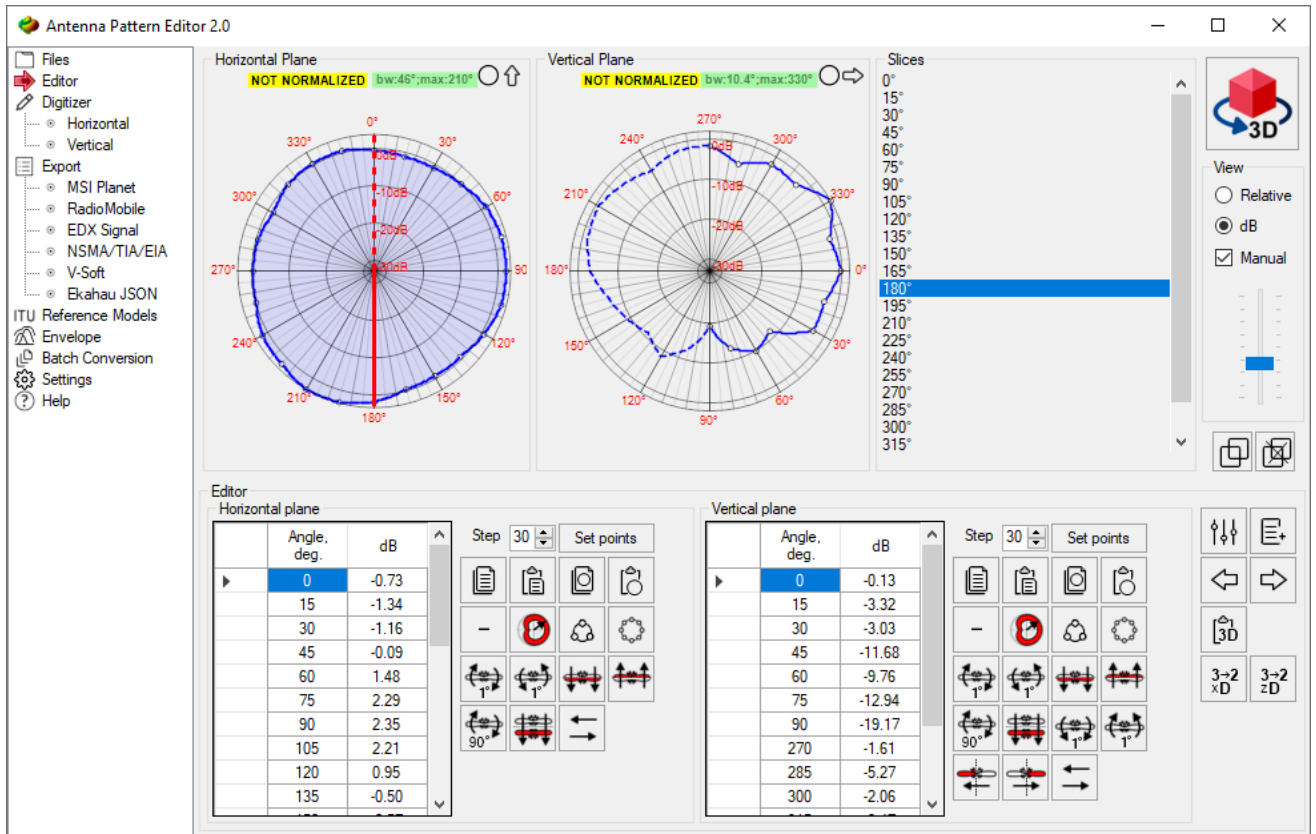 Antenna Pattern Editor 2.0
Files
Editor
Digitizer
Horizontal
Vertical
Export
MSI Planet
RadioMobile
EDX Signal
NSMA/TIA/EIA
V-Soft
Ekahau JSON
ITU Reference Models
Envelope
Batch Conversion
Settings
Help
Horizontal Plane
NOT NORMALIZED bw:46°;max:210°
0°
330° 30°
0dB
300° -10dB 60°
-20dB
270° -30dB 90
240° 120°
210° 150°
180°
Vertical Plane
NOT NORMALIZED bw:10.4°;max:330°
270°
240° 300°
0dB
210° -10dB 330°
-20dB
180° -30dB 0°
150° 30°
120° 60°
90°
Slices
0°
15°
30°
45°
60°
75°
90°
105°
120°
135°
150°
165°
180°
195°
210°
225°
240°
255°
270°
285°
300°
315°
3D
View
Relative
dB
Manual
Editor
Horizontal plane
Angle, deg. dB
0 -0.73
15 -1.34
30 -1.16
45 -0.09
60 1.48
75 2.29
90 2.35
105 2.21
120 0.95
135 -0.50
Step 30 Set points
1° 1°
90°
Vertical plane
Angle, deg. dB
0 -0.13
15 -3.32
30 -3.03
45 -11.68
60 -9.76
75 -12.94
90 -19.17
270 -1.61
285 -5.27
300 -2.06
Step 30 Set points
1° 1°
90° 1° 1°
3D
3→2 3→2
xD zD